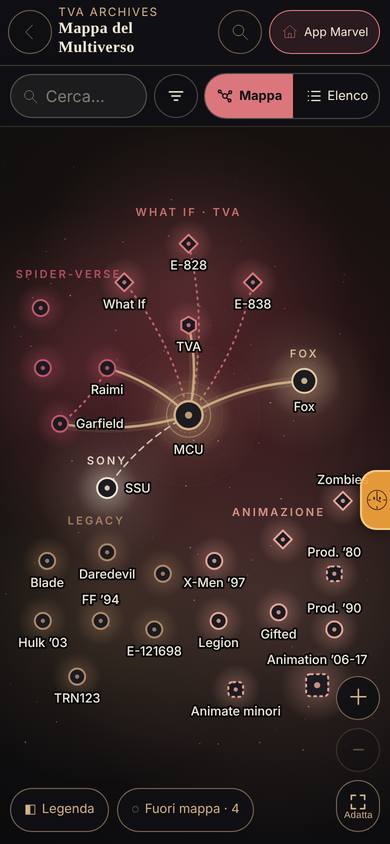 TVA ARCHIVES
Mappa del
Multiverso
App Marvel
Cerca...
Mappa
Elenco
WHAT IF · TVA
E-828
SPIDER-VERSE
What If
E-838
TVA
FOX
Raimi
Fox
Garfield
MCU
SONY
SSU
Zombies
LEGACY
ANIMAZIONE
Prod. ’80
Blade
Daredevil
X-Men ’97
FF ’94
Prod. ’90
Hulk ’03
E-121698
Legion
Gifted
Animation ’06-17
TRN123
Animate minori
Legenda
Fuori mappa · 4
Adatta